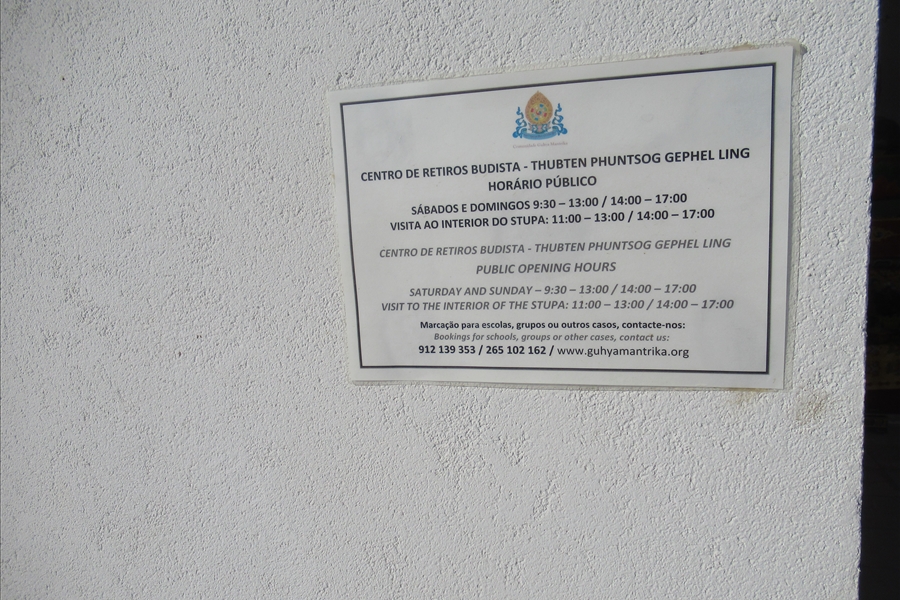 CENTRO DE RETIROS BUDISTA - THUBTEN PHUNTSOG GEPHEL LING
HORÁRIO PÚBLICO
SÁBADOS E DOMINGOS 9:30 – 13:00 / 14:00 – 17:00
VISITA AO INTERIOR DO STUPA: 11:00 – 13:00 / 14:00 – 17:00
CENTRO DE RETIROS BUDISTA - THUBTEN PHUNTSOG GEPHEL LING
PUBLIC OPENING HOURS
SATURDAY AND SUNDAY – 9:30 – 13:00 / 14:00 – 17:00
VISIT TO THE INTERIOR OF THE STUPA: 11:00 – 13:00 / 14:00 – 17:00
Marcação para escolas, grupos ou outros casos, contacte-nos:
Bookings for schools, groups or other cases, contact us:
912 139 353 / 265 102 162 / www.guhyamantrika.org